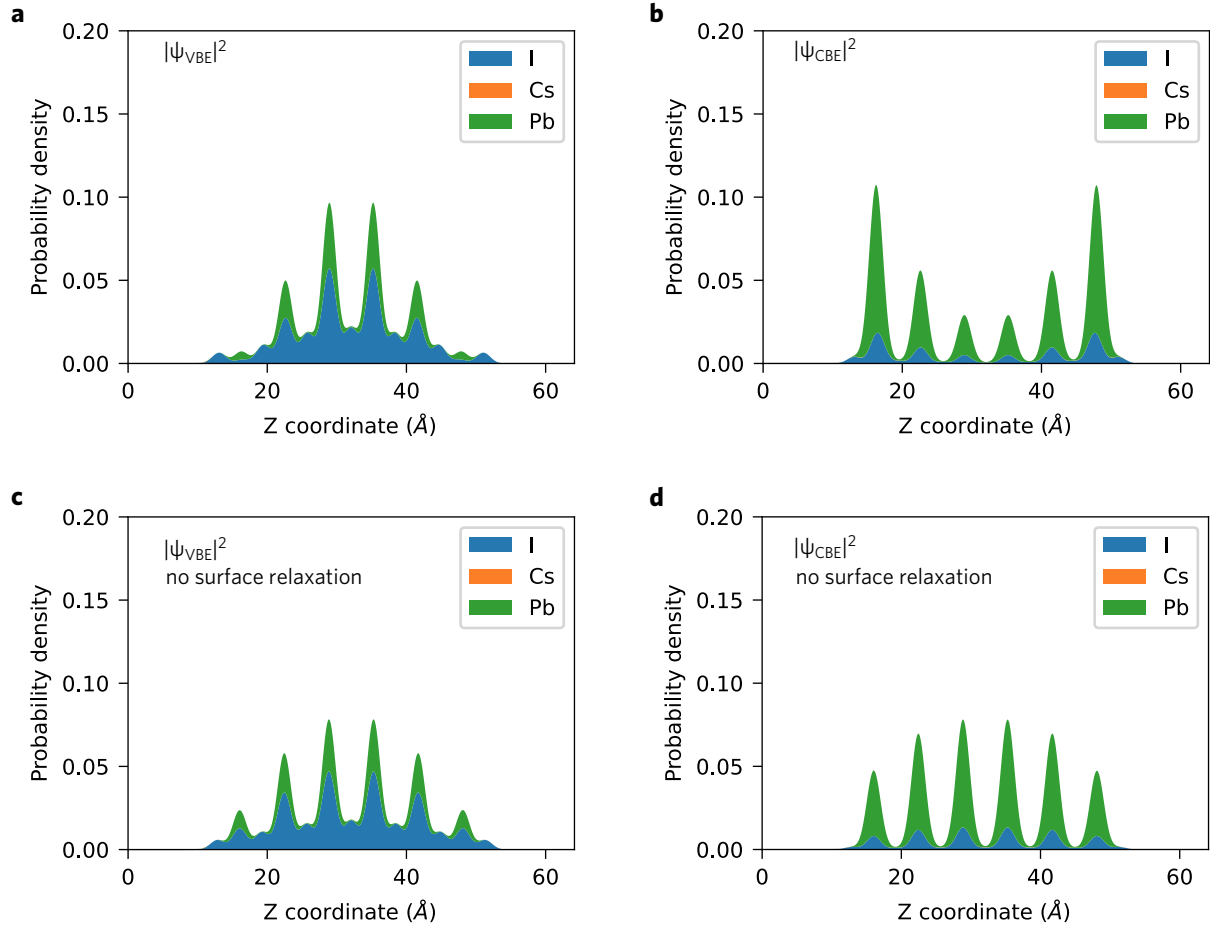 a
|ψVBE|²
I
Cs
Pb
0.20
0.15
0.10
0.05
0.00
Probability density
0
20
40
60
Z coordinate (Å)
b
|ψCBE|²
I
Cs
Pb
0.20
0.15
0.10
0.05
0.00
Probability density
0
20
40
60
Z coordinate (Å)
c
|ψVBE|²
no surface relaxation
I
Cs
Pb
0.20
0.15
0.10
0.05
0.00
Probability density
0
20
40
60
Z coordinate (Å)
d
|ψCBE|²
no surface relaxation
I
Cs
Pb
0.20
0.15
0.10
0.05
0.00
Probability density
0
20
40
60
Z coordinate (Å)